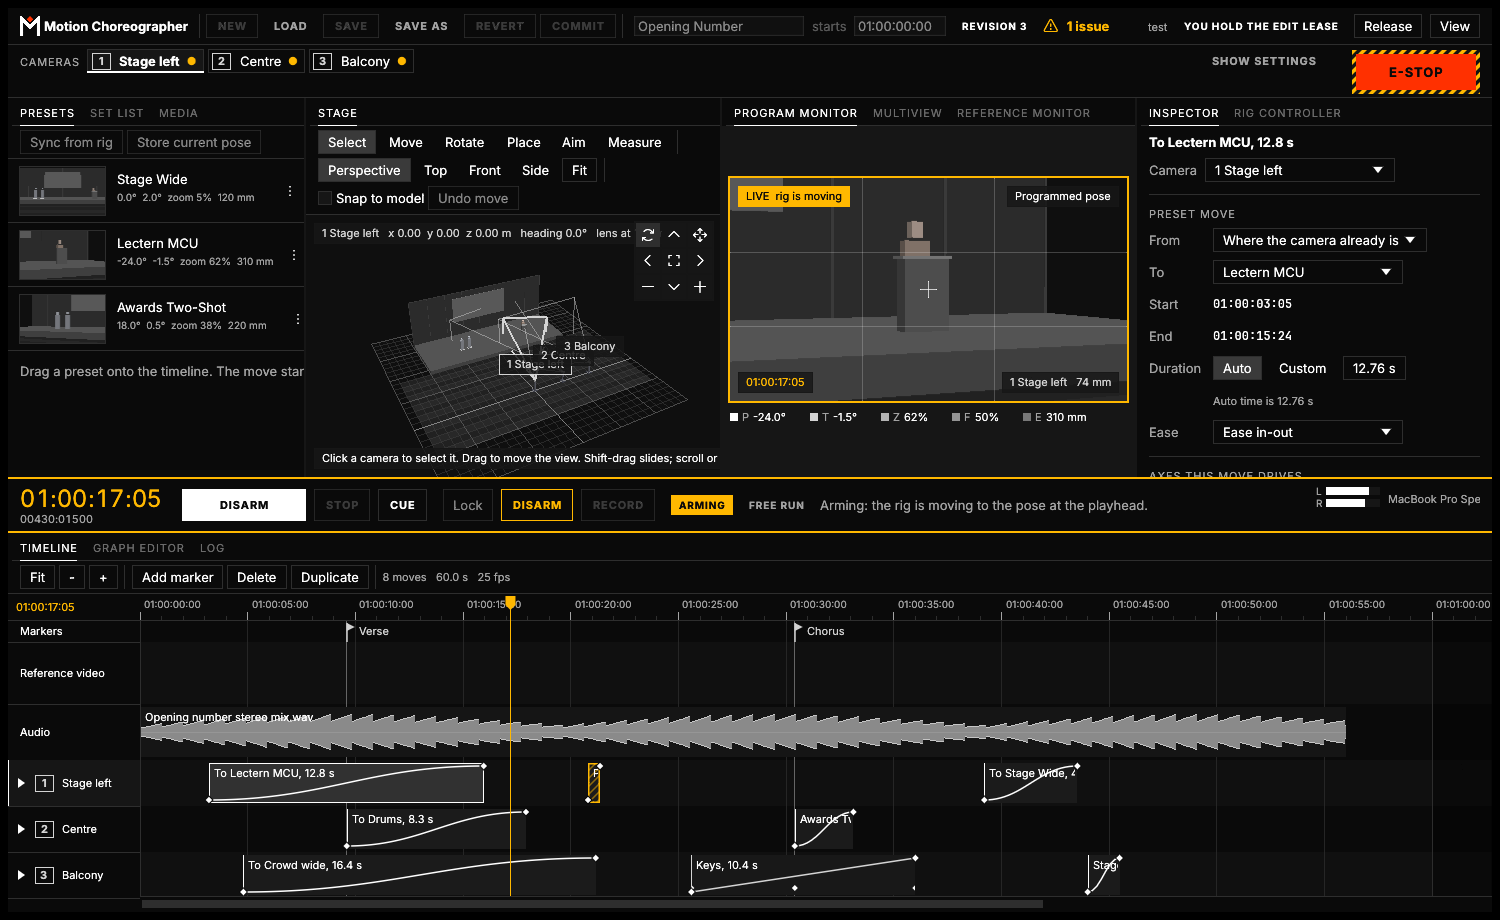 Motion Choreographer NEW LOAD SAVE SAVE AS REVERT COMMIT Opening Number starts 01:00:00:00 REVISION 3 1 issue test YOU HOLD THE EDIT LEASE Release View
CAMERAS 1 Stage left 2 Centre 3 Balcony SHOW SETTINGS E-STOP
PRESETS SET LIST MEDIA
Sync from rig Store current pose
Stage Wide
0.0° 2.0° zoom 5% 120 mm
Lectern MCU
-24.0° -1.5° zoom 62% 310 mm
Awards Two-Shot
18.0° 0.5° zoom 38% 220 mm
Drag a preset onto the timeline. The move star
STAGE
Select Move Rotate Place Aim Measure
Perspective Top Front Side Fit
Snap to model Undo move
1 Stage left x 0.00 y 0.00 z 0.00 m heading 0.0° lens at
3 Balcony
2 Centre
1 Stage left
Click a camera to select it. Drag to move the view. Shift-drag slides; scroll or
PROGRAM MONITOR MULTIVIEW REFERENCE MONITOR
LIVE rig is moving Programmed pose
01:00:17:05 1 Stage left 74 mm
P -24.0° T -1.5° Z 62% F 50% E 310 mm
INSPECTOR RIG CONTROLLER
To Lectern MCU, 12.8 s
Camera 1 Stage left
PRESET MOVE
From Where the camera already is
To Lectern MCU
Start 01:00:03:05
End 01:00:15:24
Duration Auto Custom 12.76 s
Auto time is 12.76 s
Ease Ease in-out
AXES THIS MOVE DRIVES
01:00:17:05
00430:01500
DISARM STOP CUE Lock DISARM RECORD ARMING FREE RUN Arming: the rig is moving to the pose at the playhead.
L
R
MacBook Pro Spe
TIMELINE GRAPH EDITOR LOG
Fit - + Add marker Delete Duplicate 8 moves 60.0 s 25 fps
01:00:17:05 01:00:00:00 01:00:05:00 01:00:10:00 01:00:15:00 01:00:20:00 01:00:25:00 01:00:30:00 01:00:35:00 01:00:40:00 01:00:45:00 01:00:50:00 01:00:55:00 01:01:00:00
Markers Verse Chorus
Reference video
Opening number stereo mix.wav
Audio
To Lectern MCU, 12.8 s To Stage Wide, 4
1 Stage left
To Drums, 8.3 s Awards Tw
2 Centre
To Crowd wide, 16.4 s Keys, 10.4 s Stag
3 Balcony